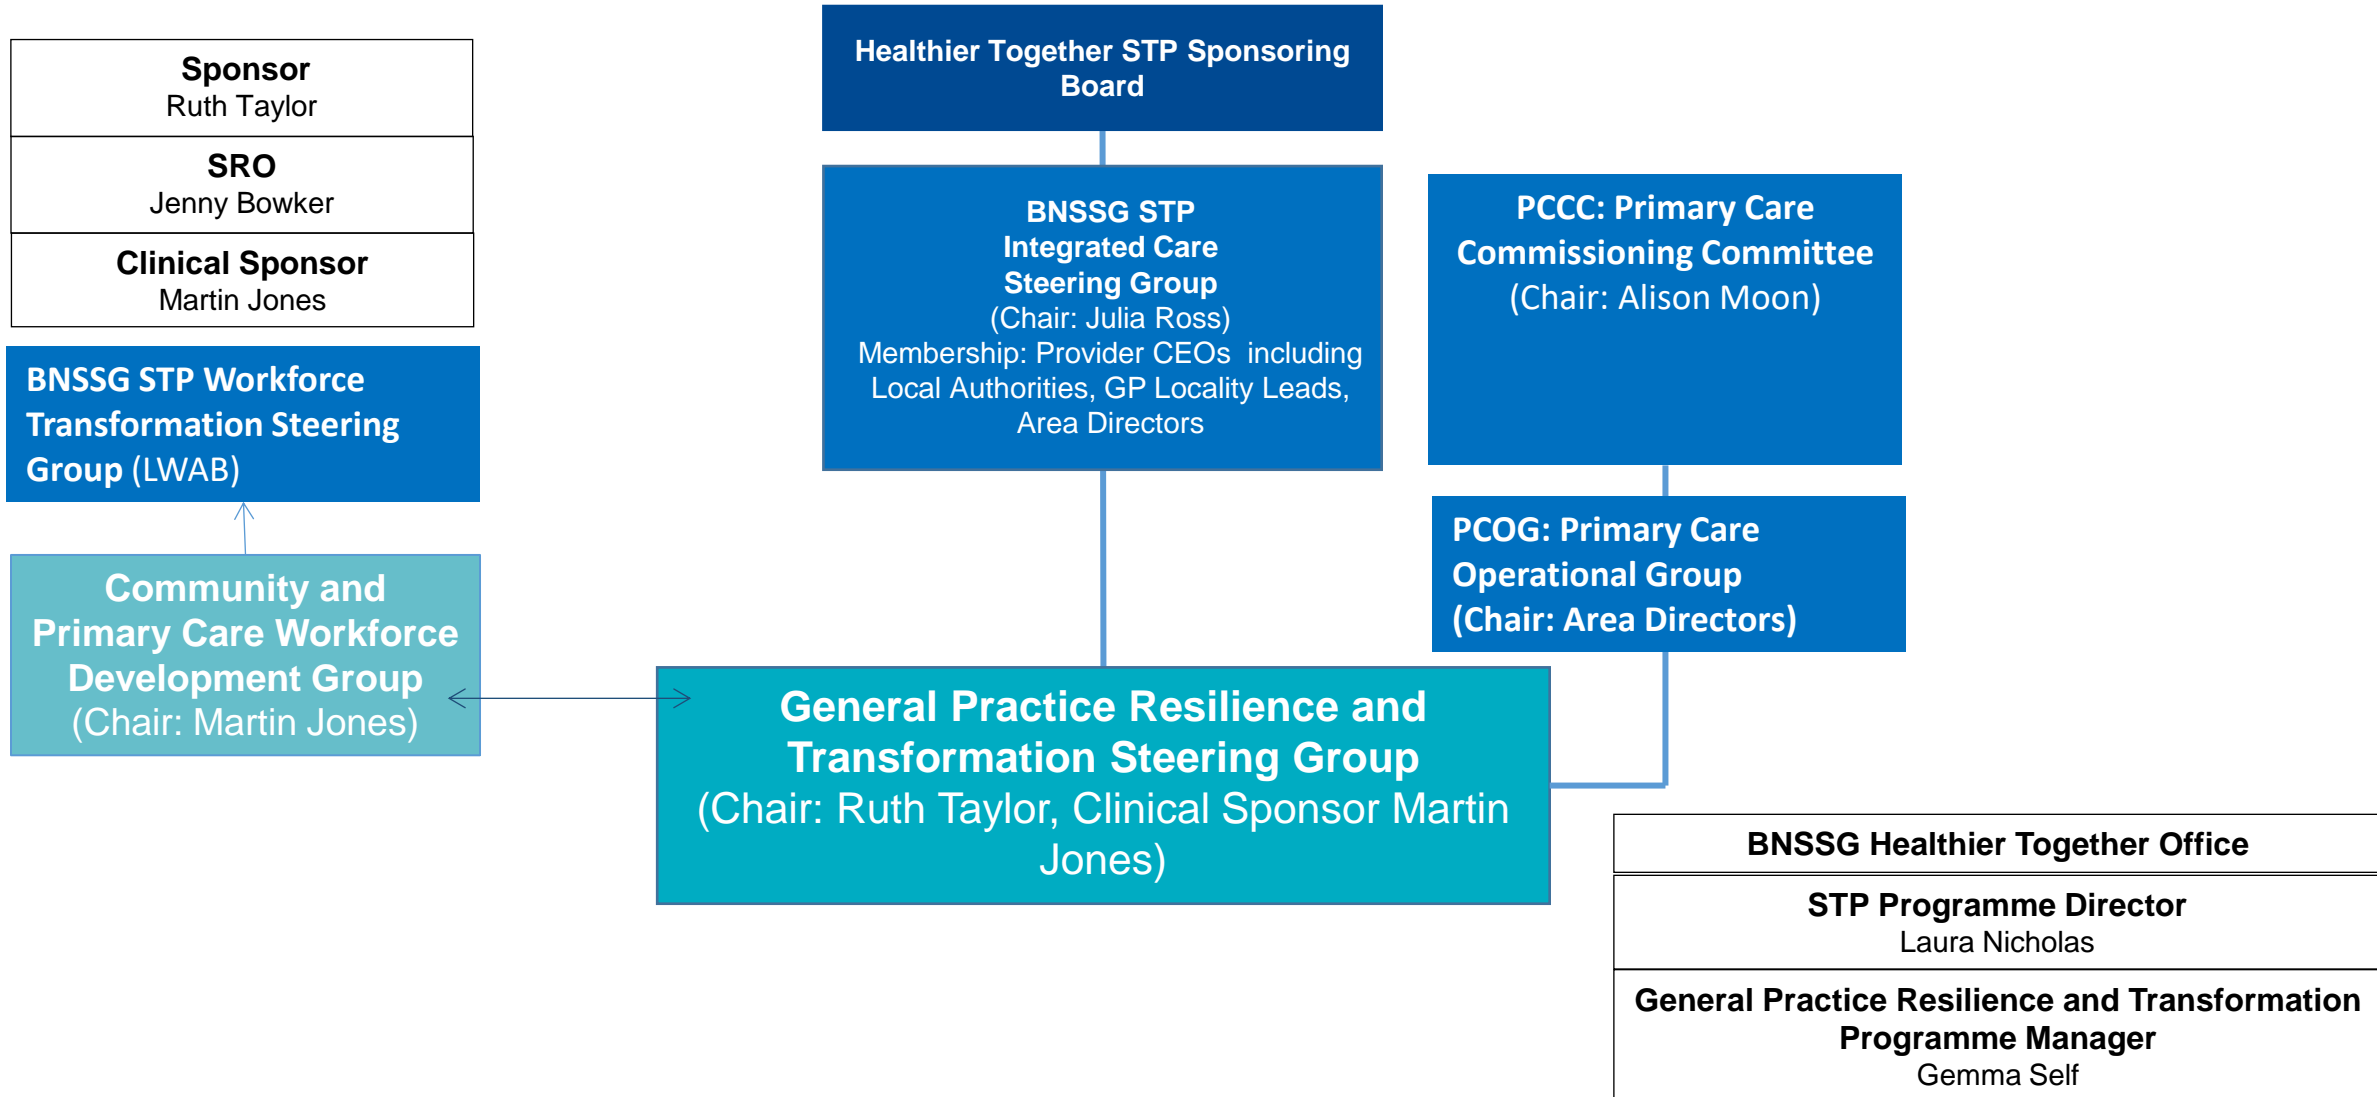 Sponsor
Ruth Taylor
SRO
Jenny Bowker
Clinical Sponsor
Martin Jones
BNSSG STP Workforce
Transformation Steering
Group (LWAB)
Community and
Primary Care Workforce
Development Group
(Chair: Martin Jones)
Healthier Together STP Sponsoring
Board
BNSSG STP
Integrated Care
Steering Group
(Chair: Julia Ross)
Membership: Provider CEOs including
Local Authorities, GP Locality Leads,
Area Directors
PCCC: Primary Care
Commissioning Committee
(Chair: Alison Moon)
PCOG: Primary Care
Operational Group
(Chair: Area Directors)
General Practice Resilience and
Transformation Steering Group
(Chair: Ruth Taylor, Clinical Sponsor Martin
Jones)
BNSSG Healthier Together Office
STP Programme Director
Laura Nicholas
General Practice Resilience and Transformation
Programme Manager
Gemma Self